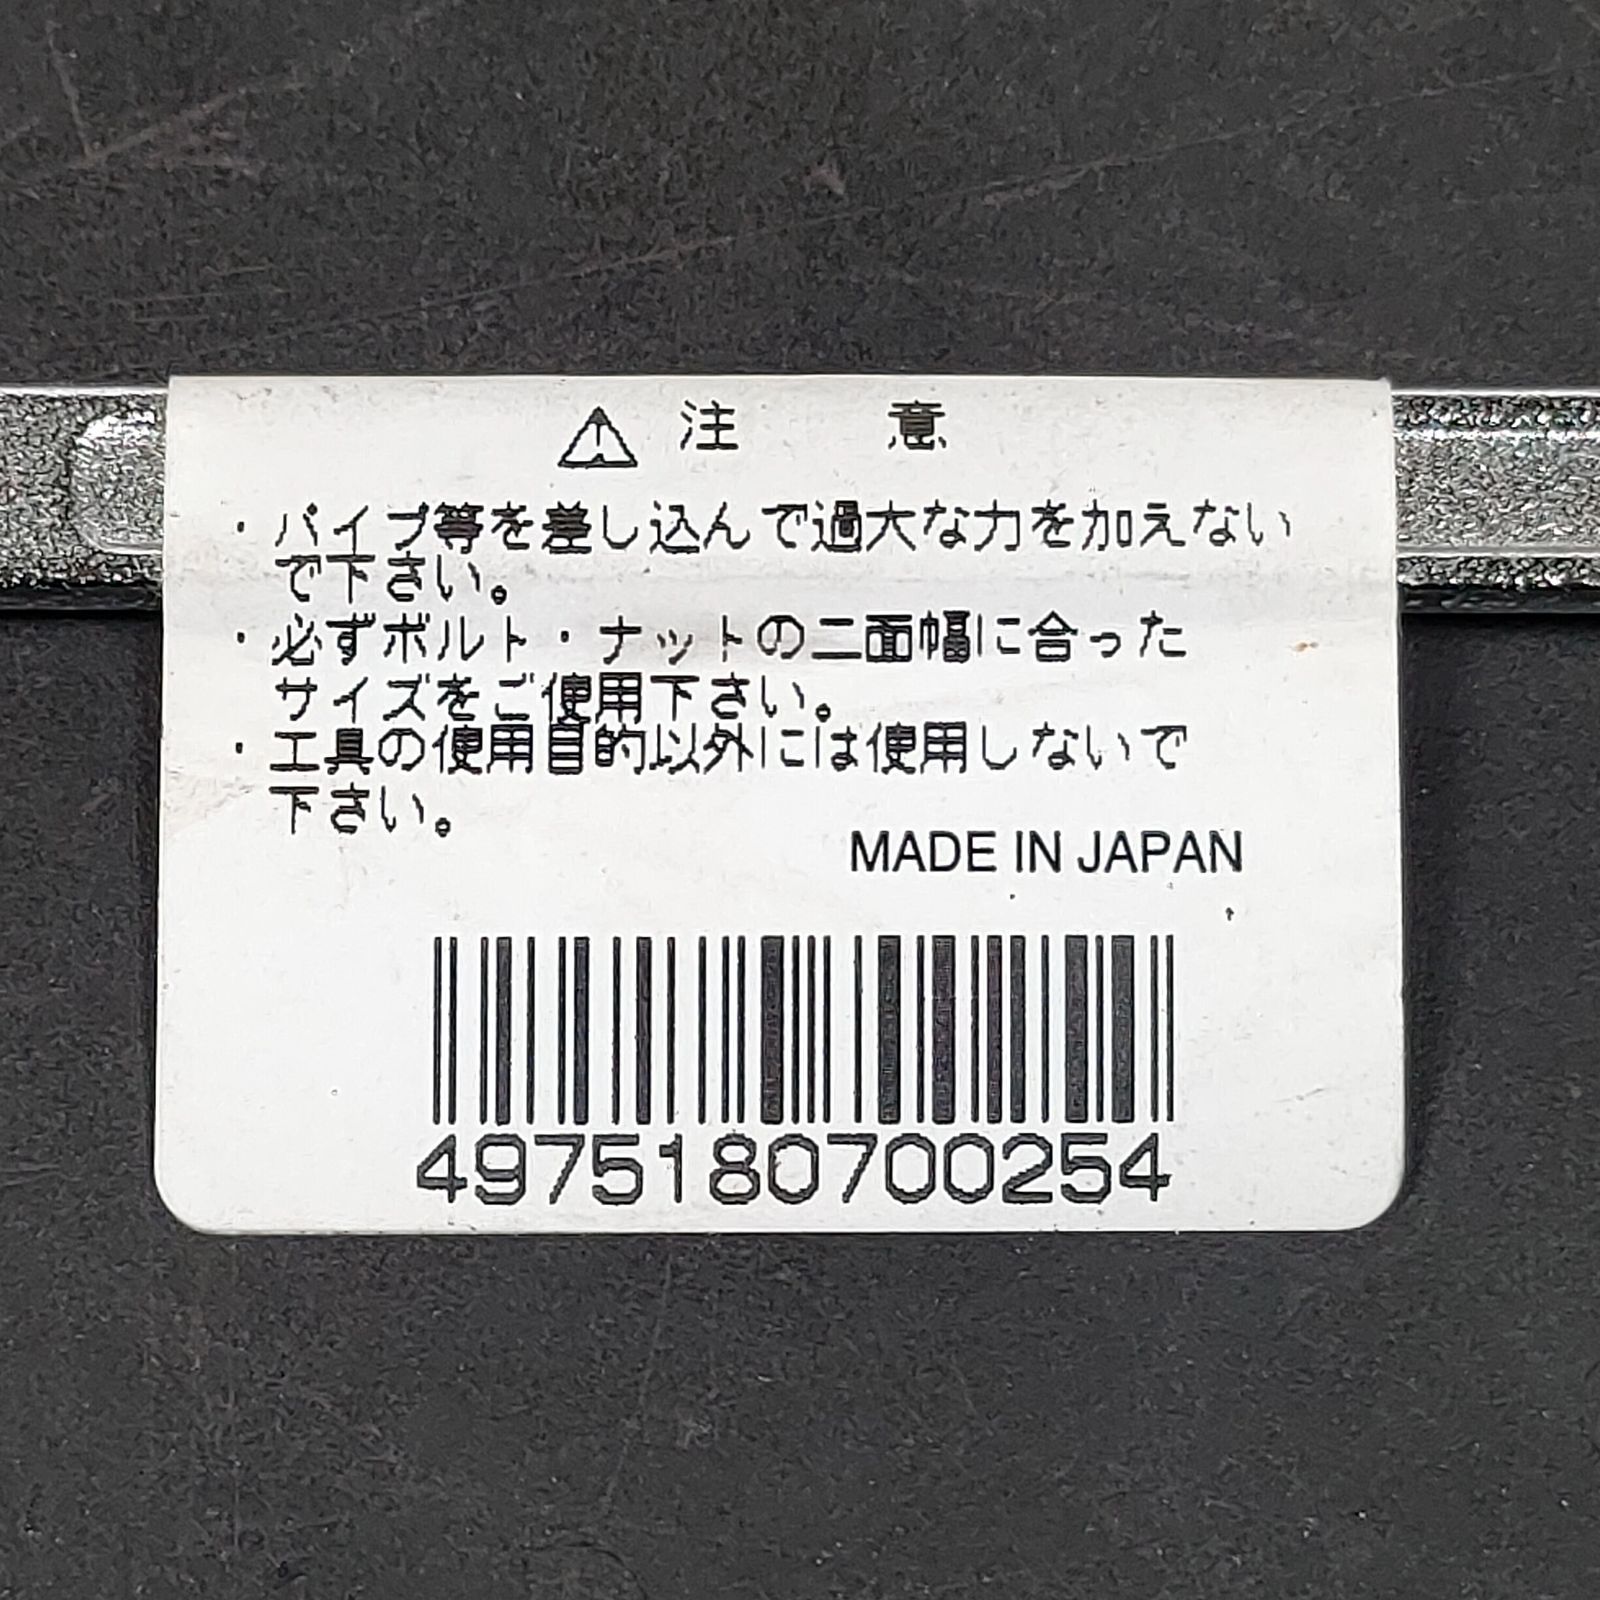 ⚠ 注 意
・パイプ等を差し込んで過大な力を加えない
で下さい。
・必ずボルト・ナットの二面幅に合った
サイズをご使用下さい。
・工具の使用目的以外には使用しないで
下さい。
MADE IN JAPAN
4975180700254